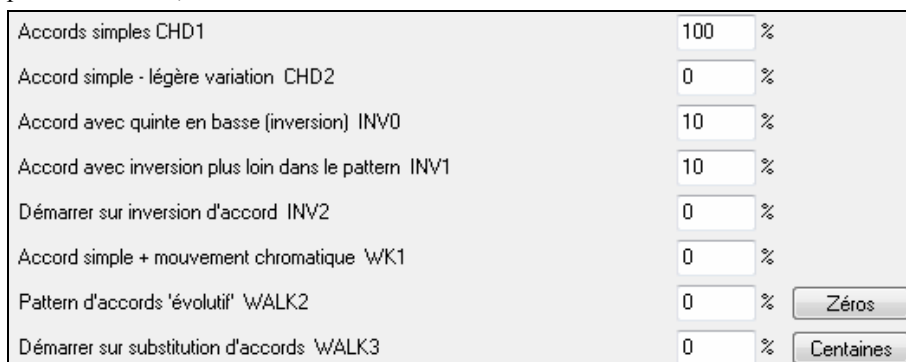 Accords simples CHD1 100 %
Accord simple - légère variation CHD2 0 %
Accord avec quinte en basse (inversion) INV0 10 %
Accord avec inversion plus loin dans le pattern INV1 10 %
Démarrer sur inversion d'accord INV2 0 %
Accord simple + mouvement chromatique WK1 0 %
Pattern d'accords 'évolutif' WALK2 0 % Zéros
Démarrer sur substitution d'accords WALK3 0 % Centaines